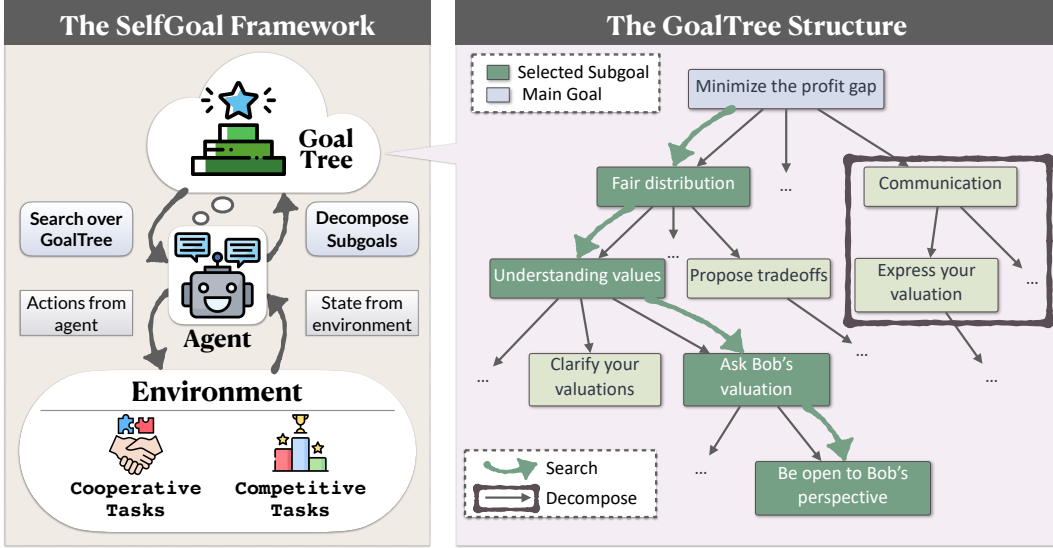 The SelfGoal Framework
Goal
Tree
Search over
GoalTree
Decompose
Subgoals
Actions from
agent
State from
environment
Agent
Environment
Cooperative
Tasks
Competitive
Tasks
The GoalTree Structure
Selected Subgoal
Main Goal
Minimize the profit gap
Fair distribution
...
Communication
Understanding values
...
Propose tradeoffs
Express your
valuation
...
...
Clarify your
valuations
Ask Bob's
valuation
...
...
...
Be open to Bob's
perspective
Search
Decompose